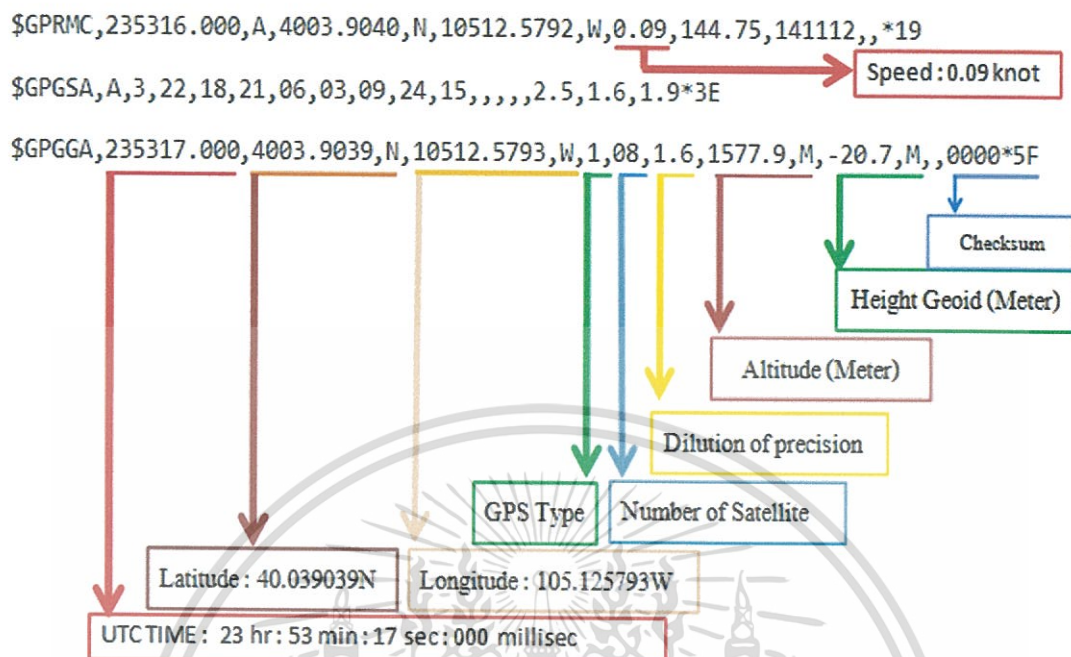 $GPRMC,235316.000,A,4003.9040,N,10512.5792,W,0.09,144.75,141112,,*19
Speed : 0.09 knot
$GPGSA,A,3,22,18,21,06,03,09,24,15,,,,,2.5,1.6,1.9*3E
$GPGGA,235317.000,4003.9039,N,10512.5793,W,1,08,1.6,1577.9,M,-20.7,M,,0000*5F
Checksum
Height Geoid (Meter)
Altitude (Meter)
Dilution of precision
GPS Type
Number of Satellite
Latitude : 40.039039N
Longitude : 105.125793W
UTC TIME : 23 hr : 53 min : 17 sec : 000 millisec